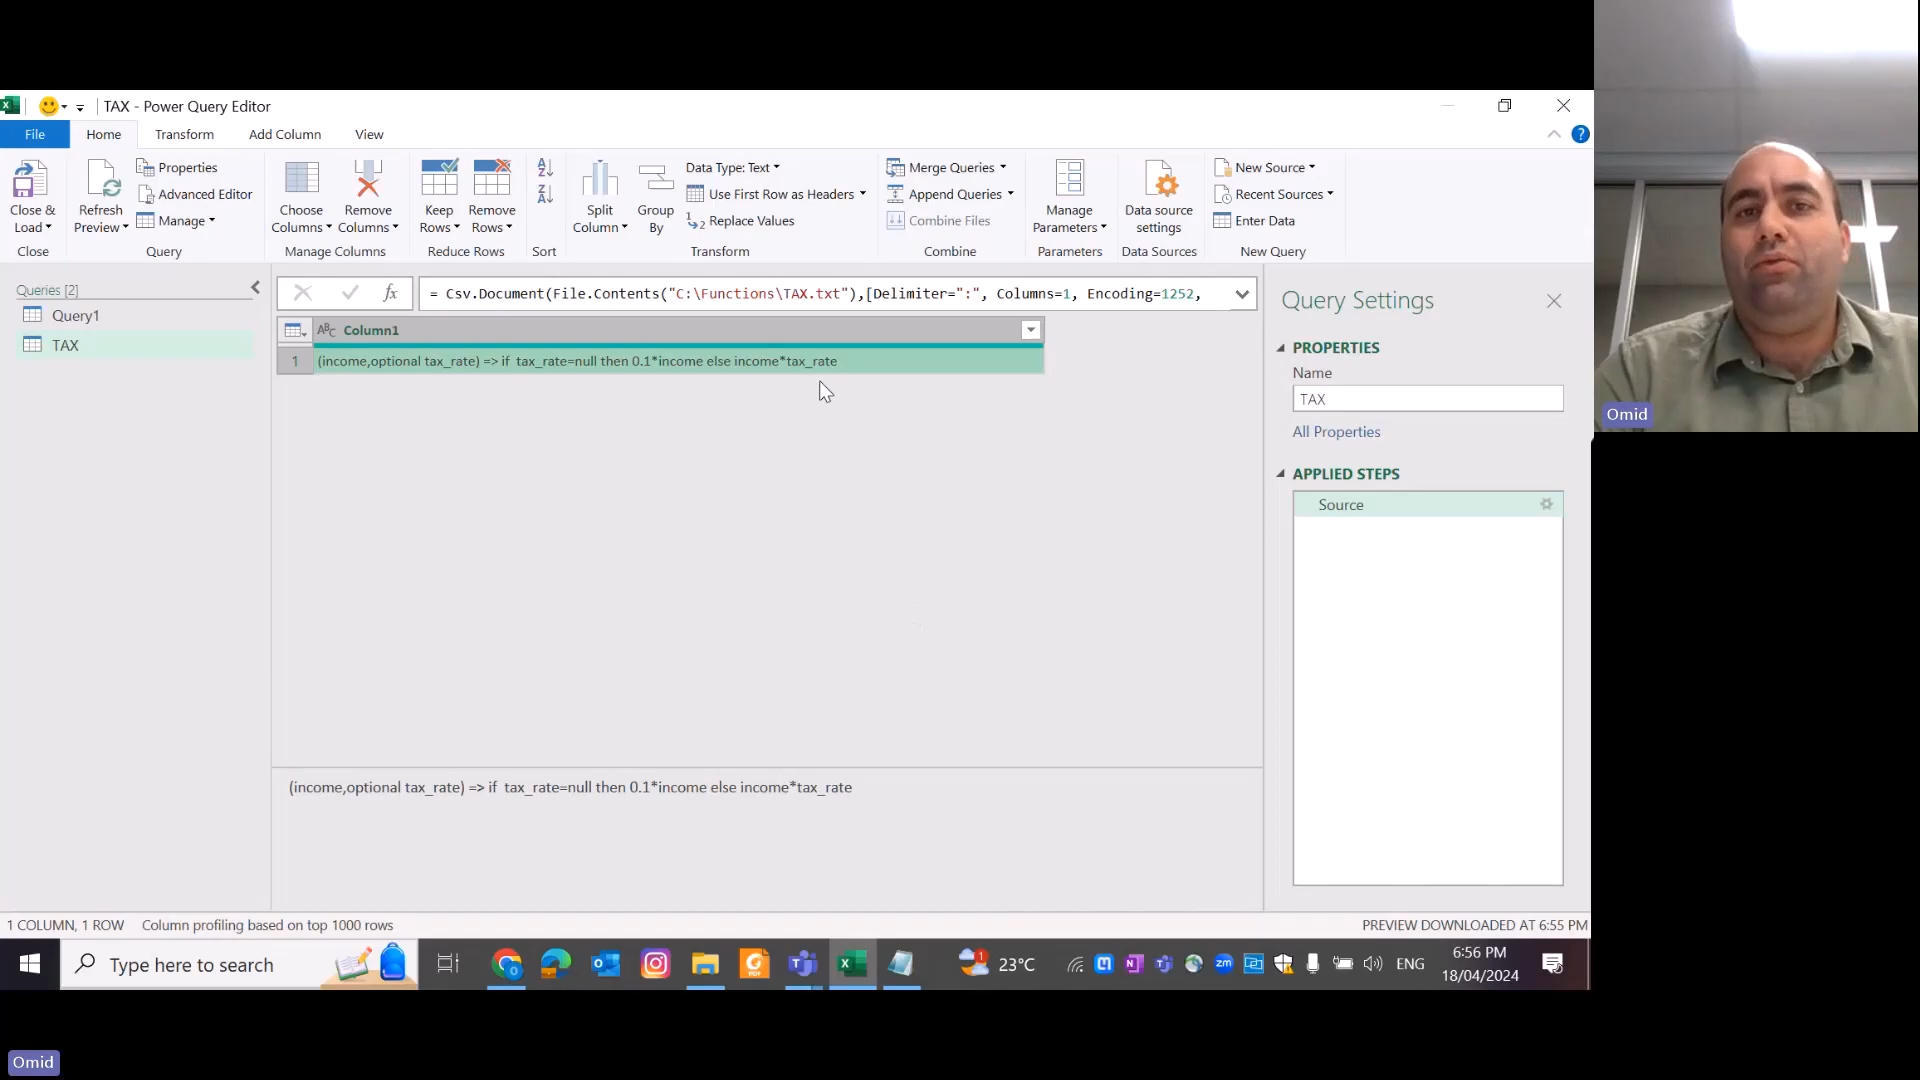 TAX - Power Query Editor
File
Home
Transform
Add Column
View
Close &
Load
Close
Refresh
Preview
Properties
Advanced Editor
Manage
Query
Choose
Columns
Remove
Columns
Manage Columns
Keep
Rows
Remove
Rows
Reduce Rows
Sort
Split
Column
Group
By
Data Type: Text
Use First Row as Headers
Replace Values
Transform
Merge Queries
Append Queries
Combine Files
Combine
Manage
Parameters
Parameters
Data source
settings
Data Sources
New Source
Recent Sources
Enter Data
New Query
Queries [2]
Query1
TAX
fx
= Csv.Document(File.Contents("C:\Functions\TAX.txt"),[Delimiter=":", Columns=1, Encoding=1252,
Column1
1 (income,optional tax_rate) => if  tax_rate=null then 0.1*income else income*tax_rate
(income,optional tax_rate) => if  tax_rate=null then 0.1*income else income*tax_rate
Query Settings
PROPERTIES
Name
TAX
All Properties
APPLIED STEPS
Source
1 COLUMN, 1 ROW
Column profiling based on top 1000 rows
PREVIEW DOWNLOADED AT 6:55 PM
Type here to search
23°C
ENG
6:56 PM
18/04/2024
Omid
Omid